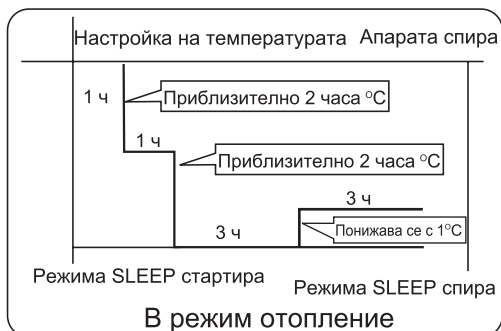 Настройка на температурата Апарата спира
1 ч
Приблизително 2 часа °C
1 ч
Приблизително 2 часа °C
3 ч
3 ч
Понижава се с 1°C
Режима SLEEP стартира
Режима SLEEP спира
В режим отопление